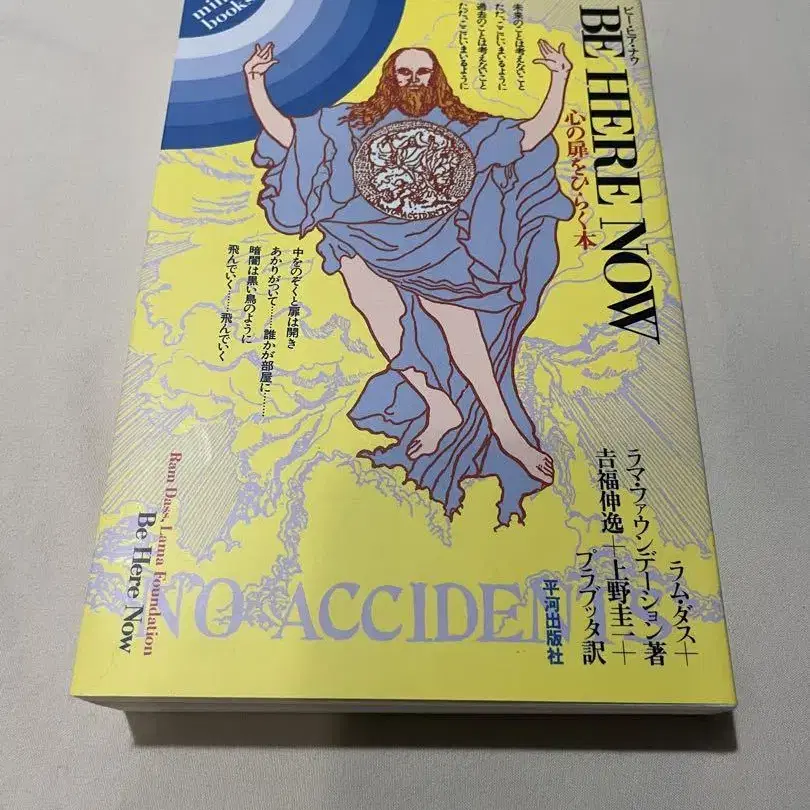 mind
books
ビー・ヒア・ナウ
BE HERE NOW
心の扉をひらく本
未来のことは考えないこと
ただ、ここにいまいるように
過去のことは考えないこと
ただ、ここにいまいるように
ACCIDENT
中をのぞくと扉は開き
あかりがついて……誰かが部屋に……
暗闇は黒い鳥のように
飛んでいく……飛んでいく
ラム・ダス＋
ラマ・ファウンデーション著
吉福伸逸＋上野圭一＋
プラブッダ訳
平河出版社
NO ACCIDENTS
Ram Dass, Lama Foundation
Be Here Now